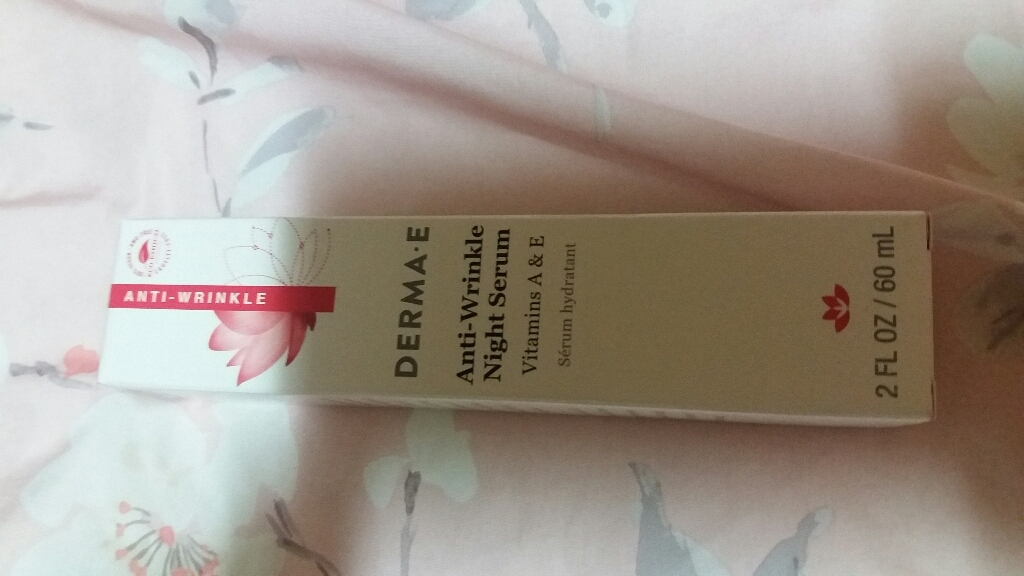 ANTI-WRINKLE
DERMA·E
Anti-Wrinkle
Night Serum
Vitamins A & E
Sérum hydratant
2 FL OZ / 60 mL